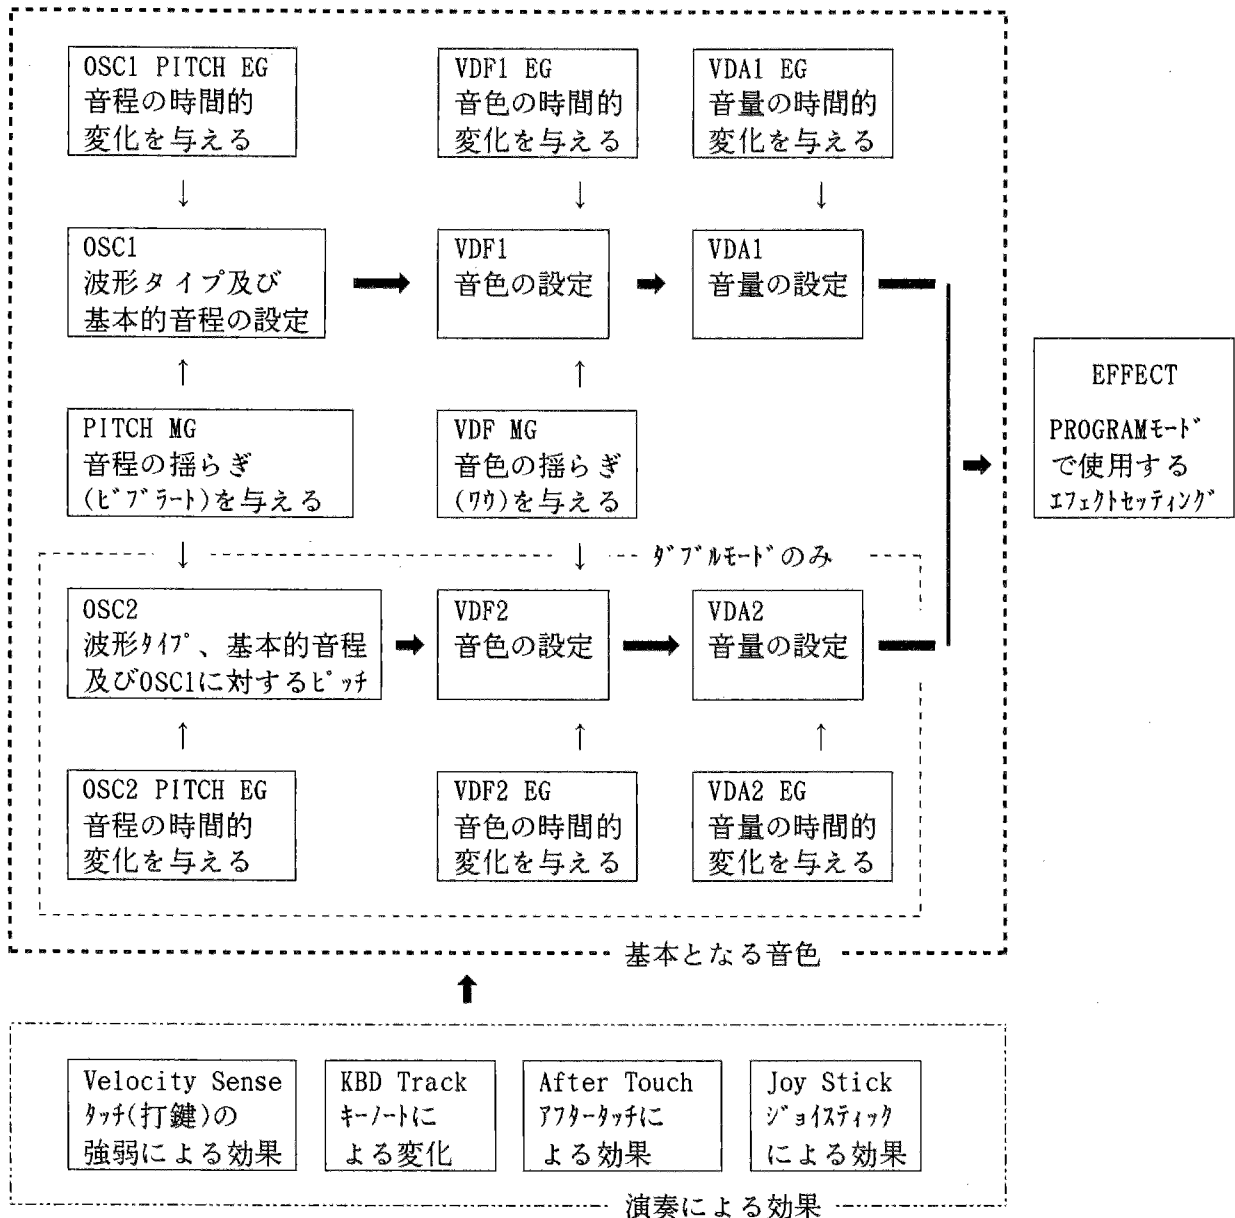 OSC1 PITCH EG
音程の時間的
変化を与える
VDF1 EG
音色の時間的
変化を与える
VDA1 EG
音量の時間的
変化を与える
OSC1
波形タイプ及び
基本的音程の設定
VDF1
音色の設定
VDA1
音量の設定
PITCH MG
音程の揺らぎ
(ﾋﾞﾌﾞﾗｰﾄ)を与える
VDF MG
音色の揺らぎ
(ﾜｳ)を与える
EFFECT
PROGRAMﾓｰﾄﾞ
で使用する
ｴﾌｪｸﾄｾｯﾃｨﾝｸﾞ
ﾀﾞﾌﾞﾙﾓｰﾄﾞのみ
OSC2
波形ﾀｲﾌﾟ、基本的音程
及びOSC1に対するﾋﾟｯﾁ
VDF2
音色の設定
VDA2
音量の設定
OSC2 PITCH EG
音程の時間的
変化を与える
VDF2 EG
音色の時間的
変化を与える
VDA2 EG
音量の時間的
変化を与える
基本となる音色
Velocity Sense
ﾀｯﾁ(打鍵)の
強弱による効果
KBD Track
ｷｰﾉｰﾄに
よる変化
After Touch
ｱﾌﾀｰﾀｯﾁに
よる効果
Joy Stick
ｼﾞｮｲｽﾃｨｯｸ
による効果
演奏による効果